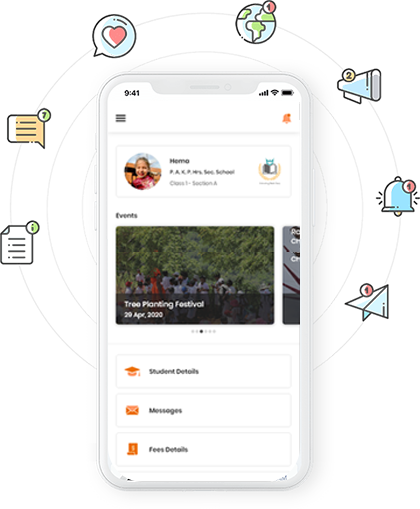 9:41
Hema
P. A. K. P. Hrs. Sec. School
Class 1 - Section A
Events
Tree Planting Festival
29 Apr, 2020
Student Details
Messages
Fees Details
1
2
7
1
1